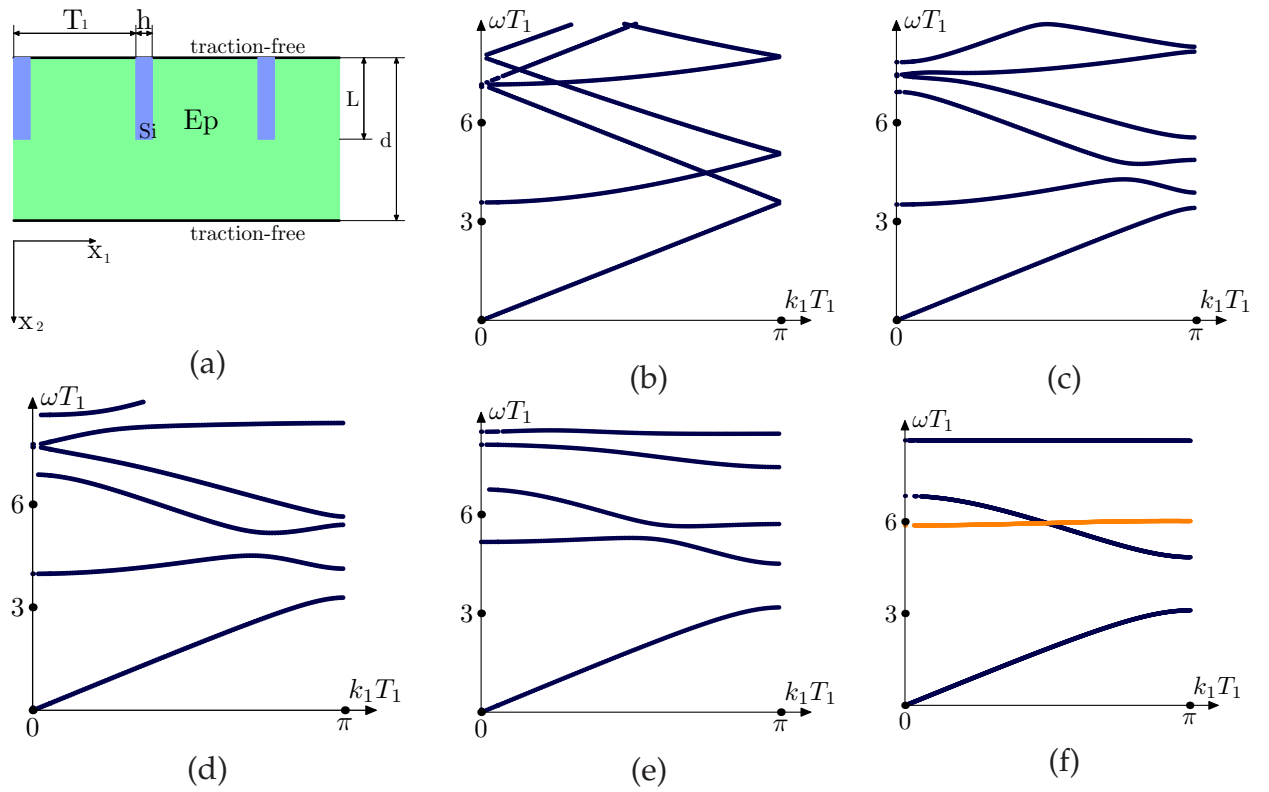 T₁ h
traction-free
L
d
Si
Ep
traction-free
x₁
x₂
(a)
ωT₁
6
3
0
π
k₁T₁
(b)
ωT₁
6
3
0
π
k₁T₁
(c)
ωT₁
6
3
0
π
k₁T₁
(d)
ωT₁
6
3
0
π
k₁T₁
(e)
ωT₁
6
3
0
π
k₁T₁
(f)